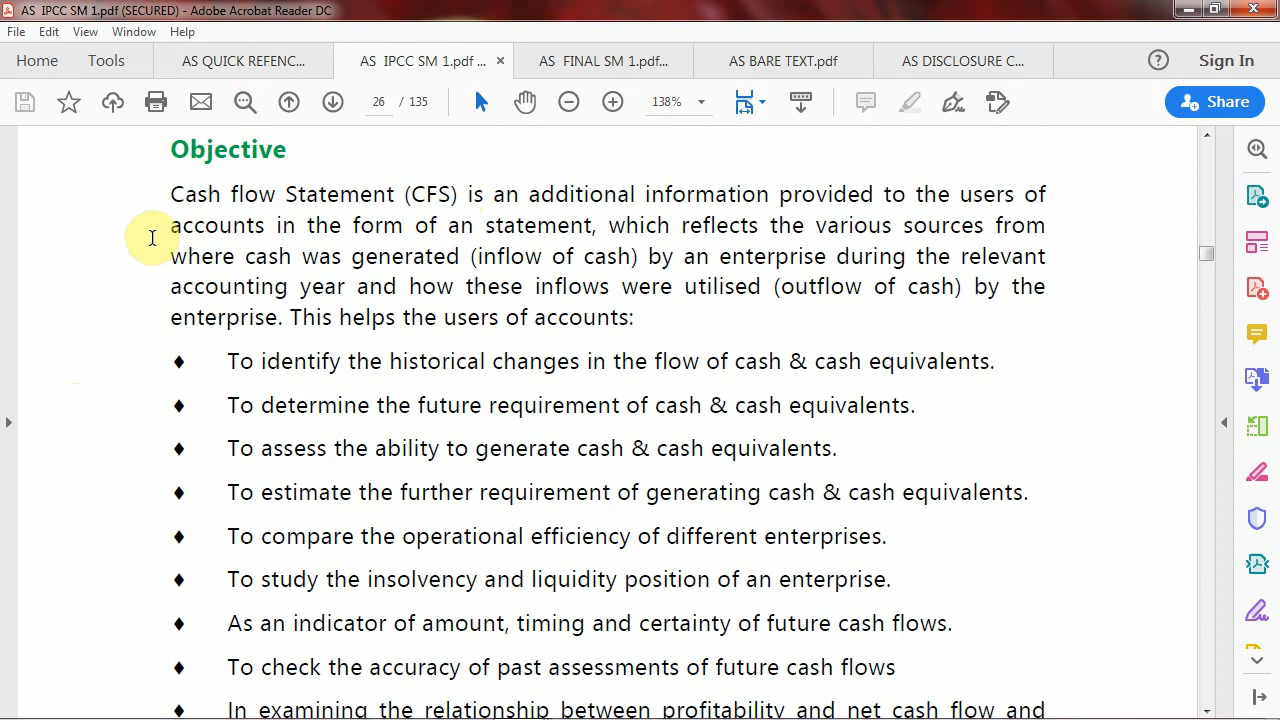 AS IPCC SM 1.pdf (SECURED) - Adobe Acrobat Reader DC
File Edit View Window Help
Home Tools AS QUICK REFENC... AS IPCC SM 1.pdf ... × AS FINAL SM 1.pdf... AS BARE TEXT.pdf AS DISCLOSURE C... Sign In
26 / 135 138% Share
Objective
Cash flow Statement (CFS) is an additional information provided to the users of
accounts in the form of an statement, which reflects the various sources from
where cash was generated (inflow of cash) by an enterprise during the relevant
accounting year and how these inflows were utilised (outflow of cash) by the
enterprise. This helps the users of accounts:
♦ To identify the historical changes in the flow of cash & cash equivalents.
♦ To determine the future requirement of cash & cash equivalents.
♦ To assess the ability to generate cash & cash equivalents.
♦ To estimate the further requirement of generating cash & cash equivalents.
♦ To compare the operational efficiency of different enterprises.
♦ To study the insolvency and liquidity position of an enterprise.
♦ As an indicator of amount, timing and certainty of future cash flows.
♦ To check the accuracy of past assessments of future cash flows
♦ In examining the relationship between profitability and net cash flow and